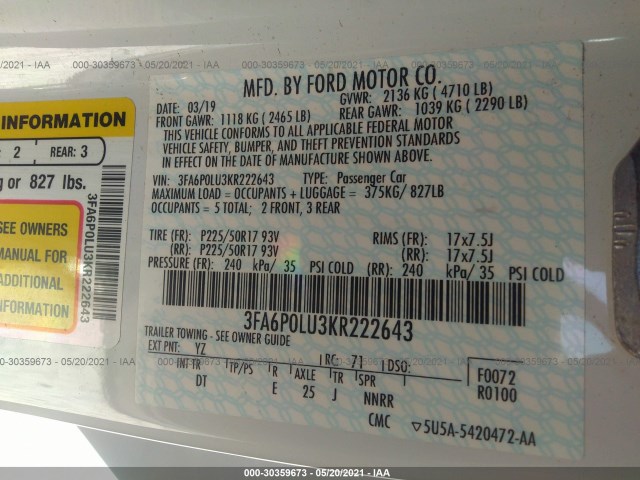 000-30359673 - 05/20/2021 - IAA
INFORMATION
2 REAR: 3
or 827 lbs.
SEE OWNERS
MANUAL FOR
ADDITIONAL
INFORMATION
3FA6P0LU3KR222643
MFD. BY FORD MOTOR CO.
03/19 GVWR: 2136 KG ( 4710 LB)
FRONT GAWR: 1118 KG ( 2465 LB) REAR GAWR: 1039 KG ( 2290 LB)
THIS VEHICLE CONFORMS TO ALL APPLICABLE FEDERAL MOTOR
VEHICLE SAFETY, BUMPER, AND THEFT PREVENTION STANDARDS
IN EFFECT ON THE DATE OF MANUFACTURE SHOWN ABOVE.
VIN: 3FA6P0LU3KR222643 TYPE: Passenger Car
MAXIMUM LOAD = OCCUPANTS + LUGGAGE = 375KG/ 827LB
OCCUPANTS = 5 TOTAL; 2 FRONT, 3 REAR
TIRE (FR): P225/50R17 93V RIMS (FR): 17x7.5J
(RR): P225/50R17 93V (RR): 17x7.5J
PRESSURE (FR): 240 kPa/ 35 PSI COLD (RR): 240 kPa/ 35 PSI COLD
3FA6P0LU3KR222643
TRAILER TOWING - SEE OWNER GUIDE
EXT PNT: YZ RC: 71 DSO:
INT TR TP/PS R AXLE TR SPR
DT E 25 J NNRR
F0072
R0100
CMC ▽5U5A-5420472-AA
000-30359673 - 05/20/2021 - IAA